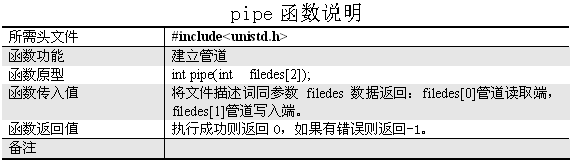 pipe 函数说明
所需头文件 #include<unistd.h>
函数功能 建立管道
函数原型 int pipe(int filedes[2]);
函数传入值 将文件描述词同参数 filedes 数据返回：filedes[0]管道读取端，
filedes[1]管道写入端。
函数返回值 执行成功则返回 0，如果有错误则返回-1。
备注